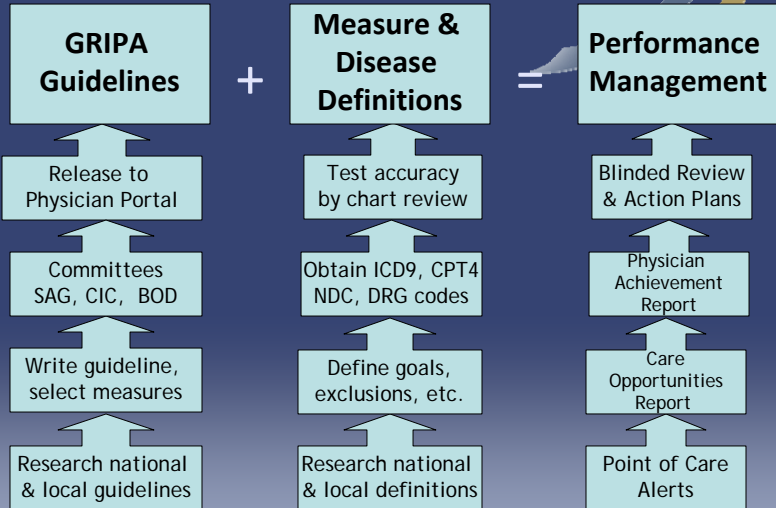 GRIPA
Guidelines
+
Measure &
Disease
Definitions
=
Performance
Management
Release to
Physician Portal
Test accuracy
by chart review
Blinded Review
& Action Plans
Committees
SAG, CIC, BOD
Obtain ICD9, CPT4
NDC, DRG codes
Physician
Achievement
Report
Write guideline,
select measures
Define goals,
exclusions, etc.
Care
Opportunities
Report
Research national
& local guidelines
Research national
& local definitions
Point of Care
Alerts